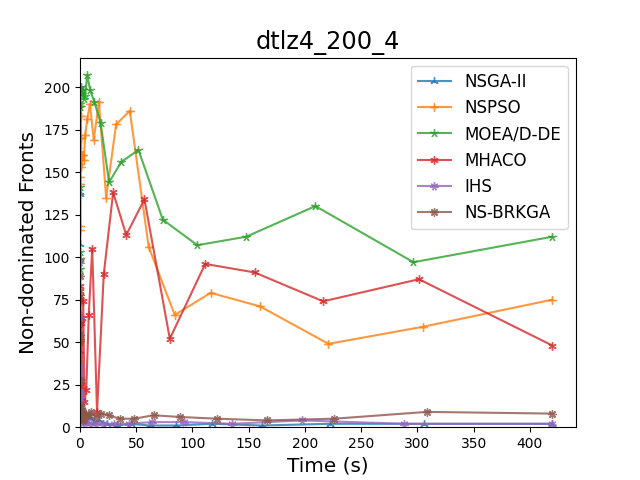 dtlz4_200_4
Non-dominated Fronts
200
175
150
125
100
75
50
25
0
0 50 100 150 200 250 300 350 400
Time (s)
NSGA-II
NSPSO
MOEA/D-DE
MHACO
IHS
NS-BRKGA